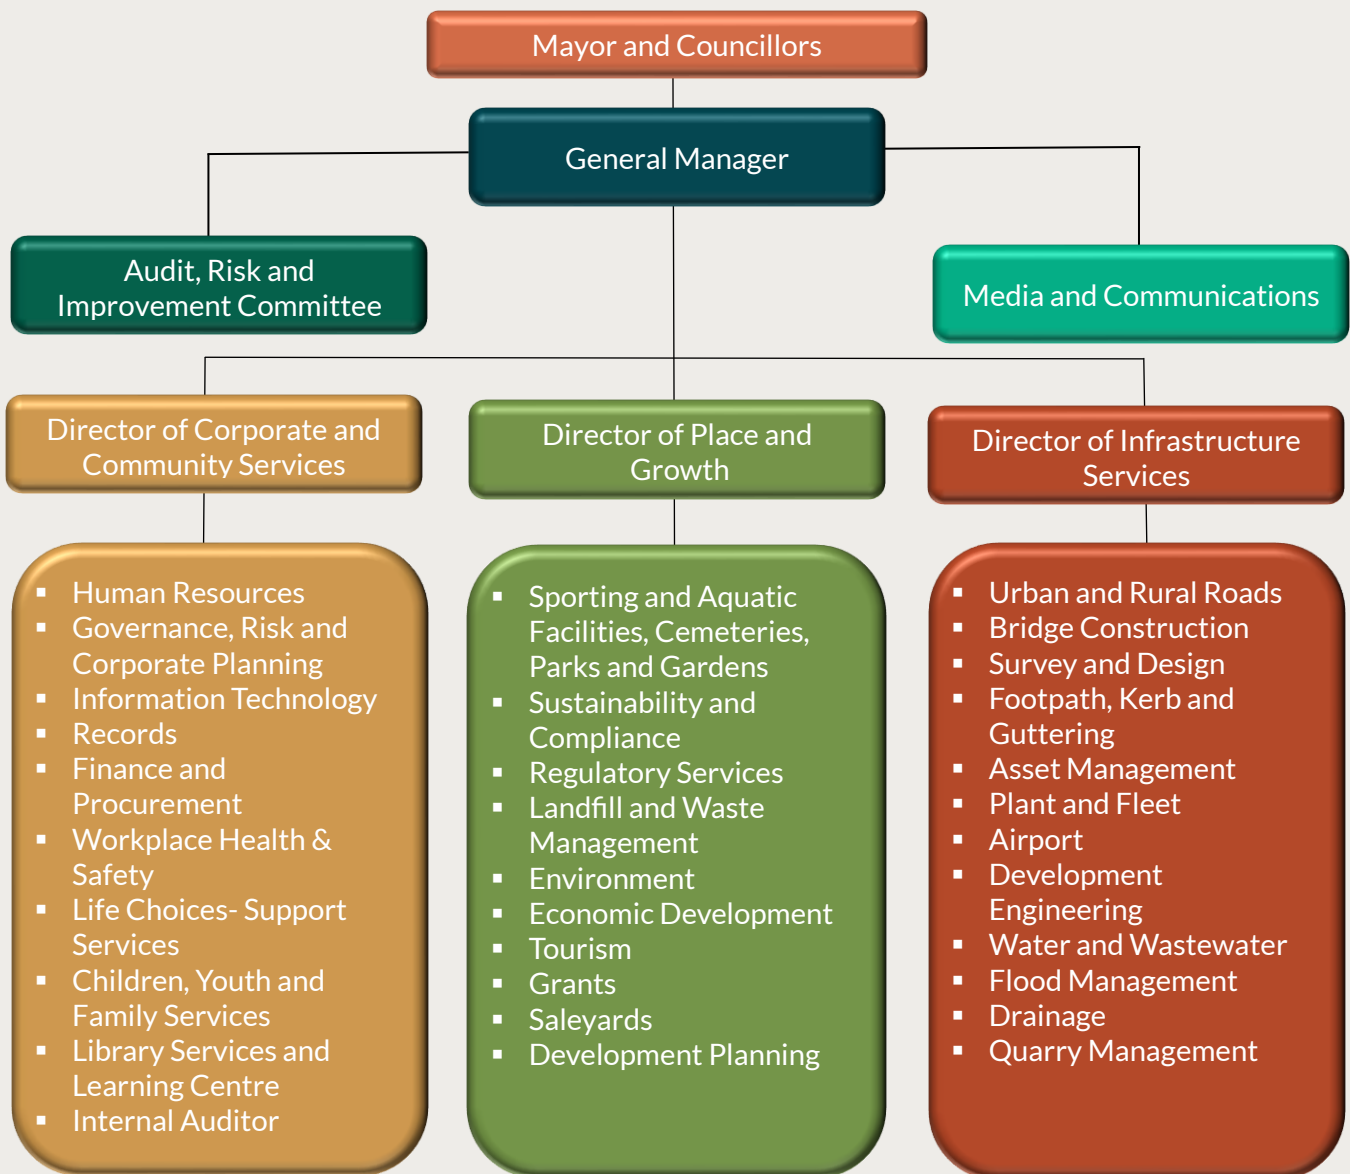 Mayor and Councillors
General Manager
Audit, Risk and
Improvement Committee
Media and Communications
Director of Corporate and
Community Services
Director of Place and
Growth
Director of Infrastructure
Services
▪ Human Resources
▪ Governance, Risk and
Corporate Planning
▪ Information Technology
▪ Records
▪ Finance and
Procurement
▪ Workplace Health &
Safety
▪ Life Choices- Support
Services
▪ Children, Youth and
Family Services
▪ Library Services and
Learning Centre
▪ Internal Auditor
▪ Sporting and Aquatic
Facilities, Cemeteries,
Parks and Gardens
▪ Sustainability and
Compliance
▪ Regulatory Services
▪ Landfill and Waste
Management
▪ Environment
▪ Economic Development
▪ Tourism
▪ Grants
▪ Saleyards
▪ Development Planning
▪ Urban and Rural Roads
▪ Bridge Construction
▪ Survey and Design
▪ Footpath, Kerb and
Guttering
▪ Asset Management
▪ Plant and Fleet
▪ Airport
▪ Development
Engineering
▪ Water and Wastewater
▪ Flood Management
▪ Drainage
▪ Quarry Management